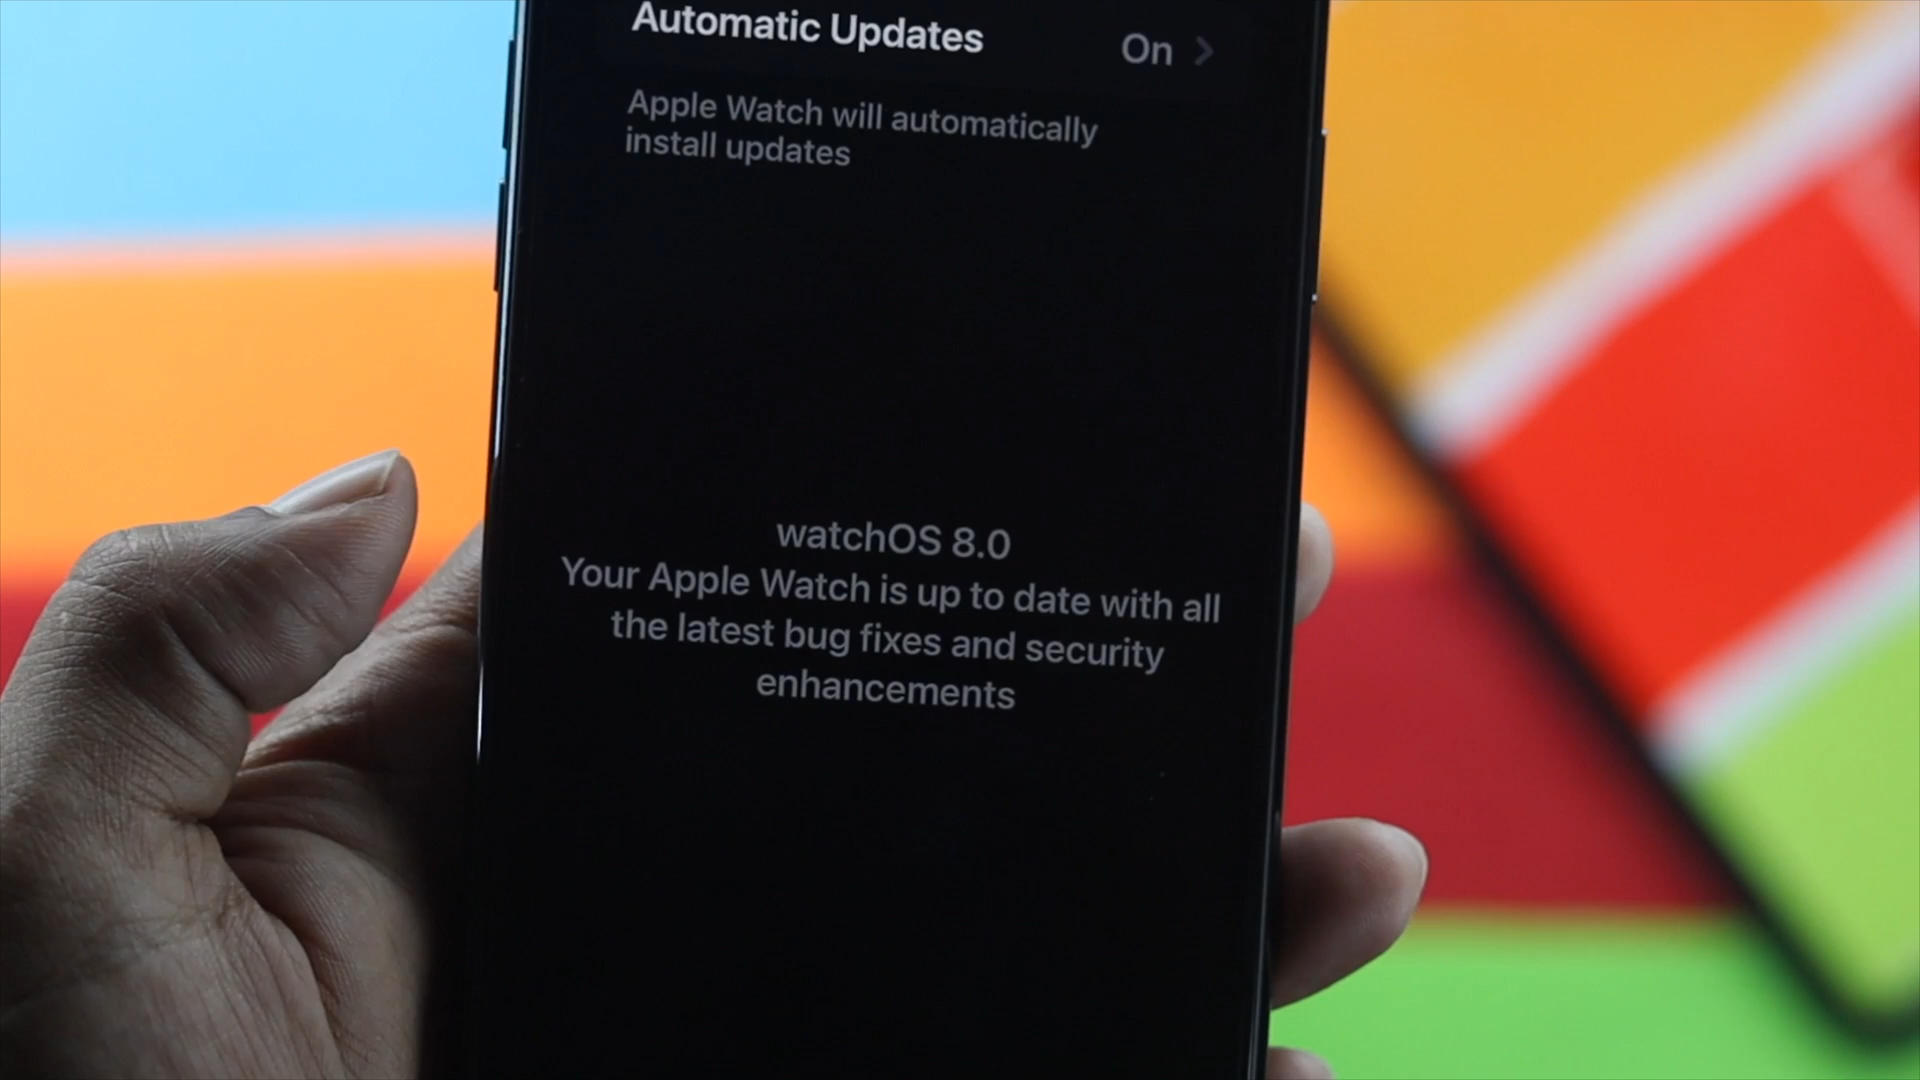 Automatic Updates On
Apple Watch will automatically
install updates
watchOS 8.0
Your Apple Watch is up to date with all
the latest bug fixes and security
enhancements